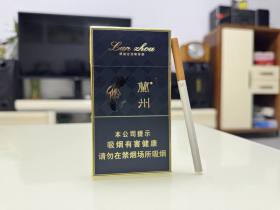 Lan zhou
蘭州
本公司提示
吸烟有害健康
请勿在禁烟场所吸烟